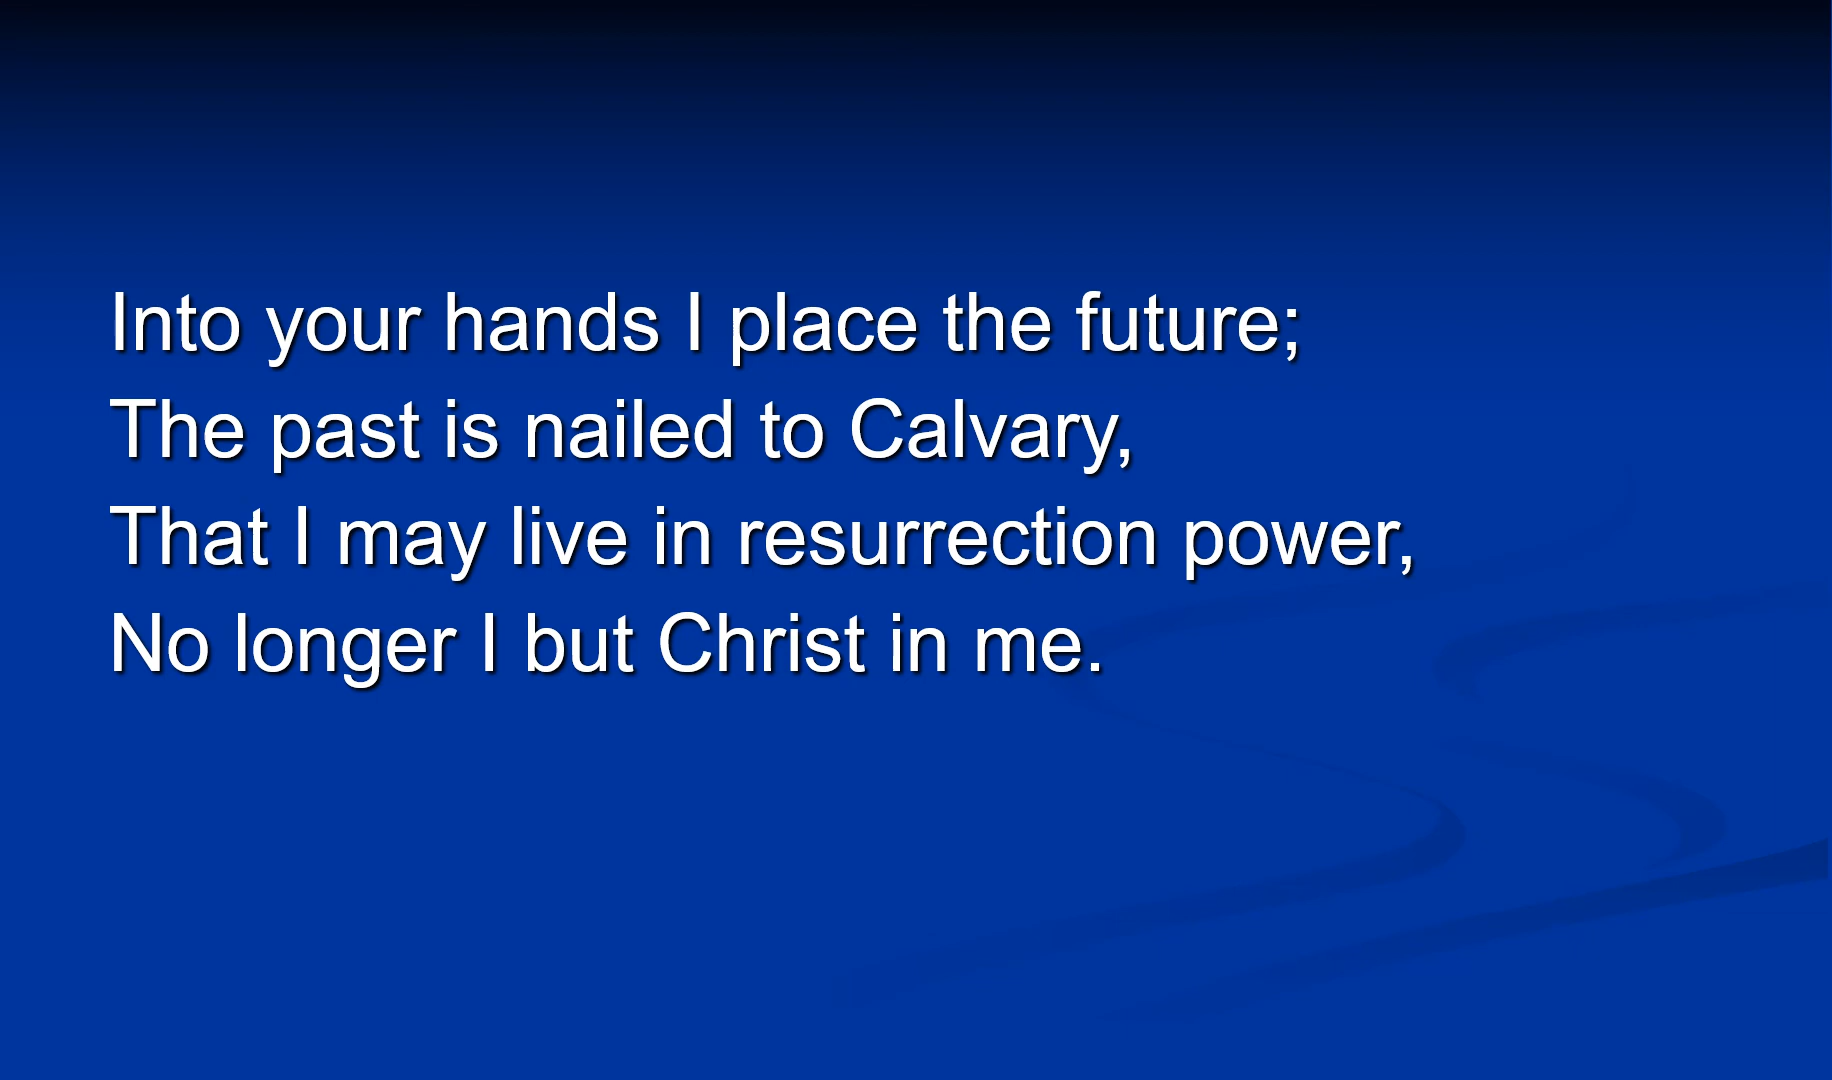 Into your hands I place the future;
The past is nailed to Calvary,
That I may live in resurrection power,
No longer I but Christ in me.